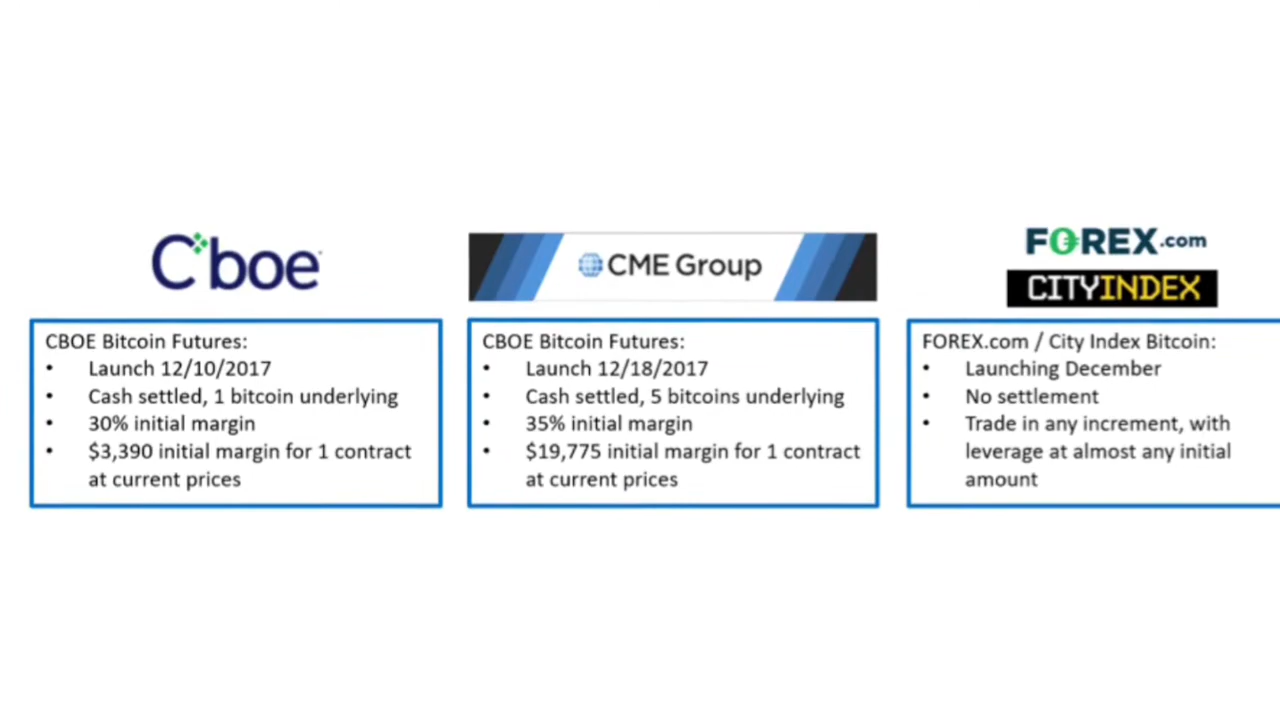 Cboe
CBOE Bitcoin Futures:
• Launch 12/10/2017
• Cash settled, 1 bitcoin underlying
• 30% initial margin
• $3,390 initial margin for 1 contract
at current prices
CME Group
CBOE Bitcoin Futures:
• Launch 12/18/2017
• Cash settled, 5 bitcoins underlying
• 35% initial margin
• $19,775 initial margin for 1 contract
at current prices
FOREX.com
CITYINDEX
FOREX.com / City Index Bitcoin:
• Launching December
• No settlement
• Trade in any increment, with
leverage at almost any initial
amount